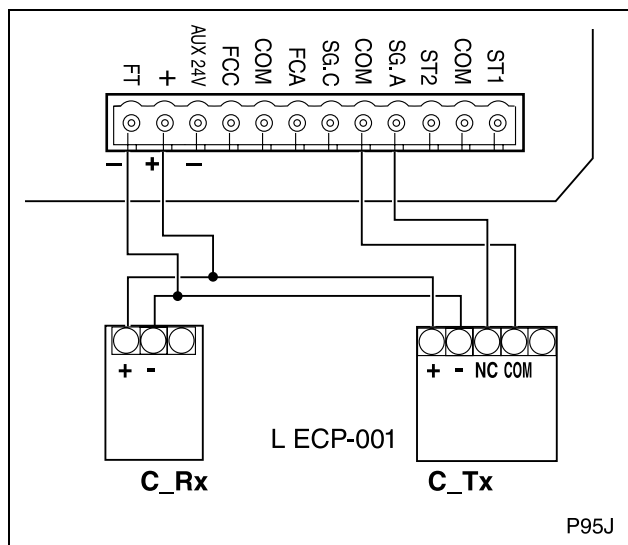 FT + AUX 24V FCC COM FCA SG.C COM SG.A ST2 COM ST1
− + −
+ -
+ - NC COM
L ECP-001
C_Rx
C_Tx
P95J